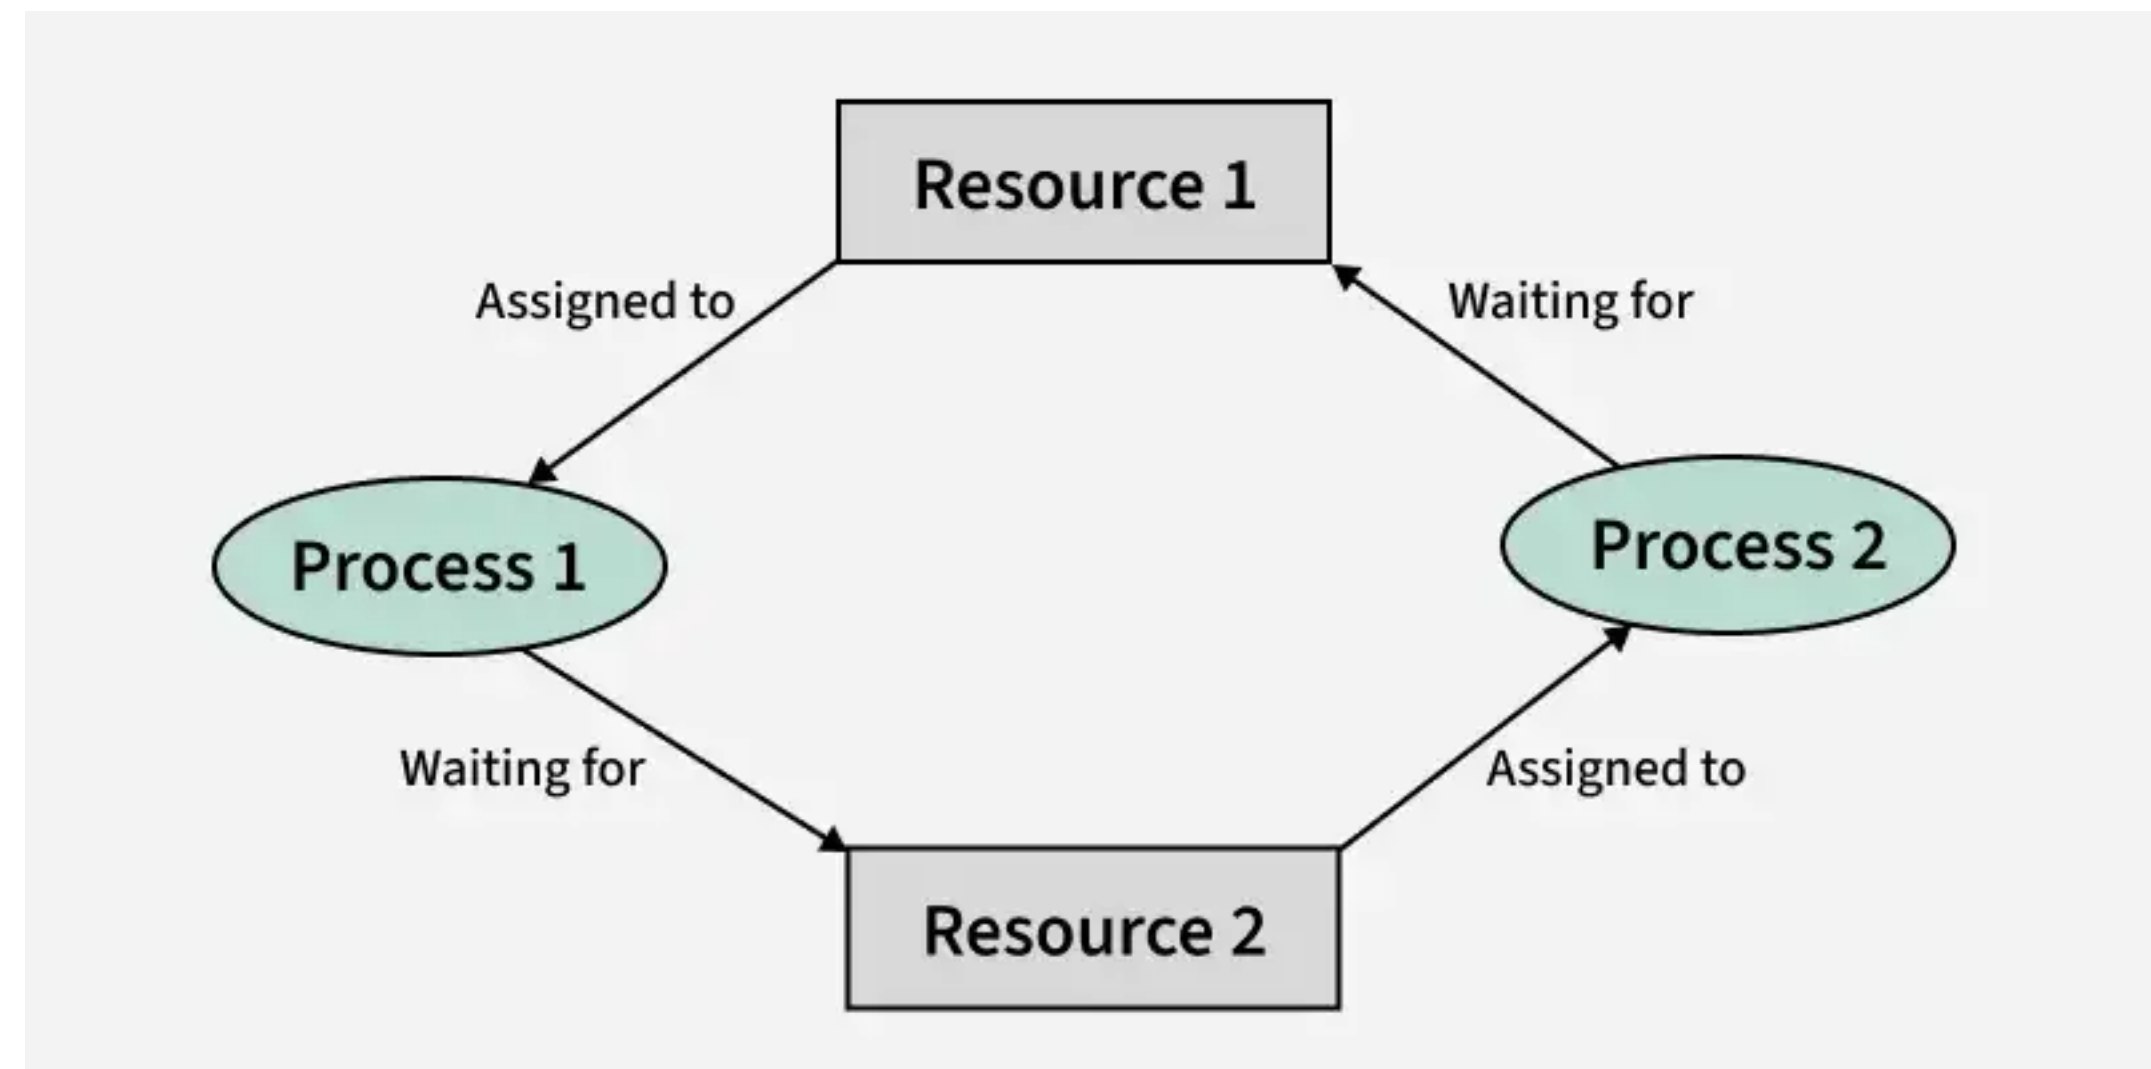 Resource 1
Assigned to
Waiting for
Process 1
Process 2
Waiting for
Assigned to
Resource 2